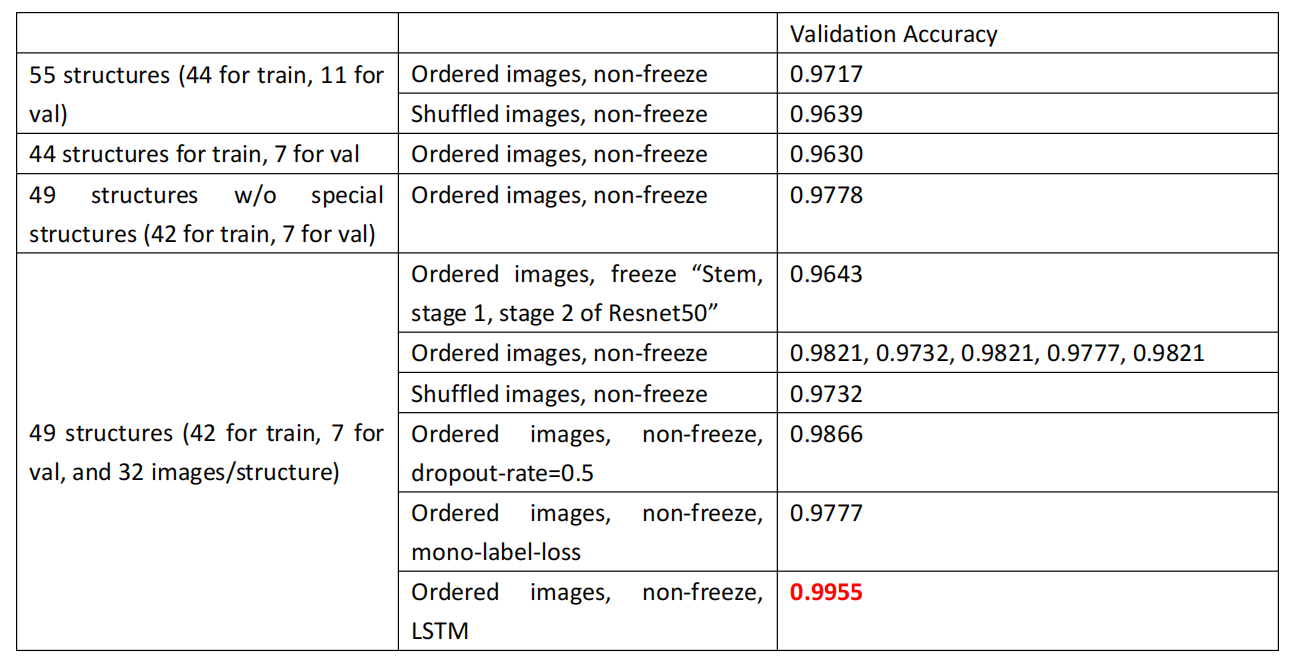 Validation Accuracy
55 structures (44 for train, 11 for
val)
Ordered images, non-freeze
0.9717
Shuffled images, non-freeze
0.9639
44 structures for train, 7 for val
Ordered images, non-freeze
0.9630
49 structures w/o special
structures (42 for train, 7 for val)
Ordered images, non-freeze
0.9778
49 structures (42 for train, 7 for
val, and 32 images/structure)
Ordered images, freeze “Stem,
stage 1, stage 2 of Resnet50”
0.9643
Ordered images, non-freeze
0.9821, 0.9732, 0.9821, 0.9777, 0.9821
Shuffled images, non-freeze
0.9732
Ordered images, non-freeze,
dropout-rate=0.5
0.9866
Ordered images, non-freeze,
mono-label-loss
0.9777
Ordered images, non-freeze,
LSTM
0.9955